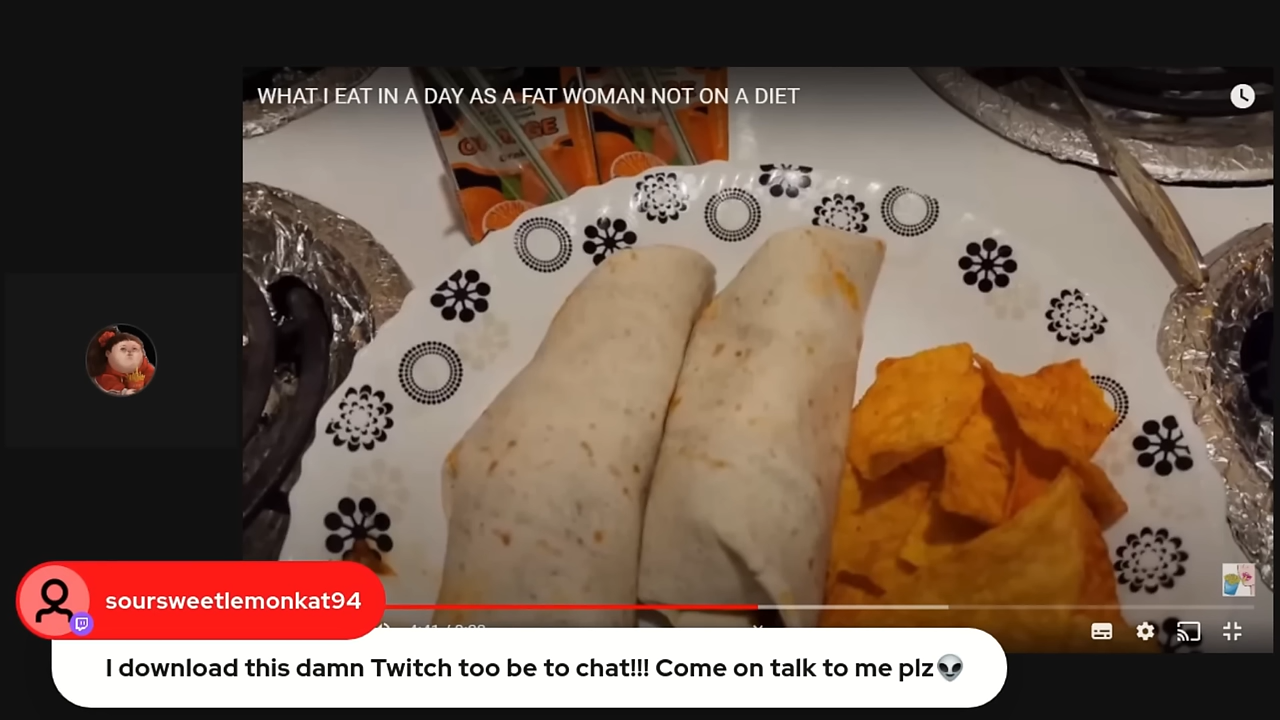 WHAT I EAT IN A DAY AS A FAT WOMAN NOT ON A DIET
ORANGE
soursweetlemonkat94
I download this damn Twitch too be to chat!!! Come on talk to me plz👽